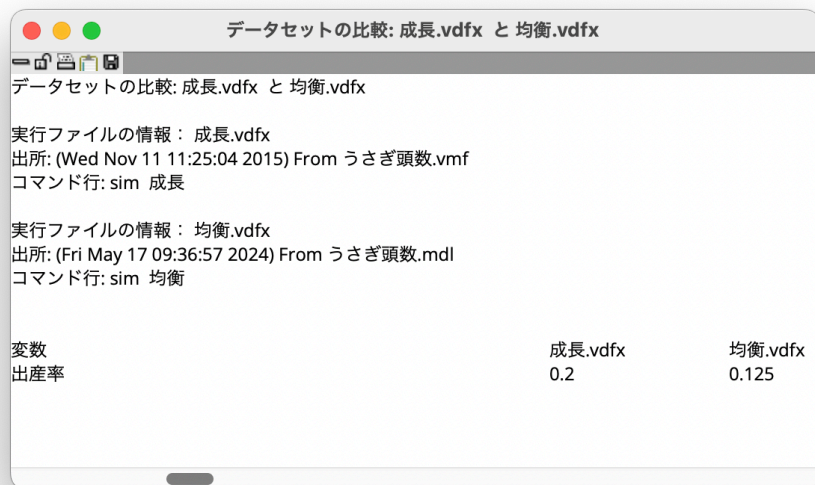 データセットの比較: 成長.vdfx と 均衡.vdfx
データセットの比較: 成長.vdfx と 均衡.vdfx
実行ファイルの情報： 成長.vdfx
出所: (Wed Nov 11 11:25:04 2015) From うさぎ頭数.vmf
コマンド行: sim 成長
実行ファイルの情報： 均衡.vdfx
出所: (Fri May 17 09:36:57 2024) From うさぎ頭数.mdl
コマンド行: sim 均衡
変数 成長.vdfx 均衡.vdfx
出産率 0.2 0.125